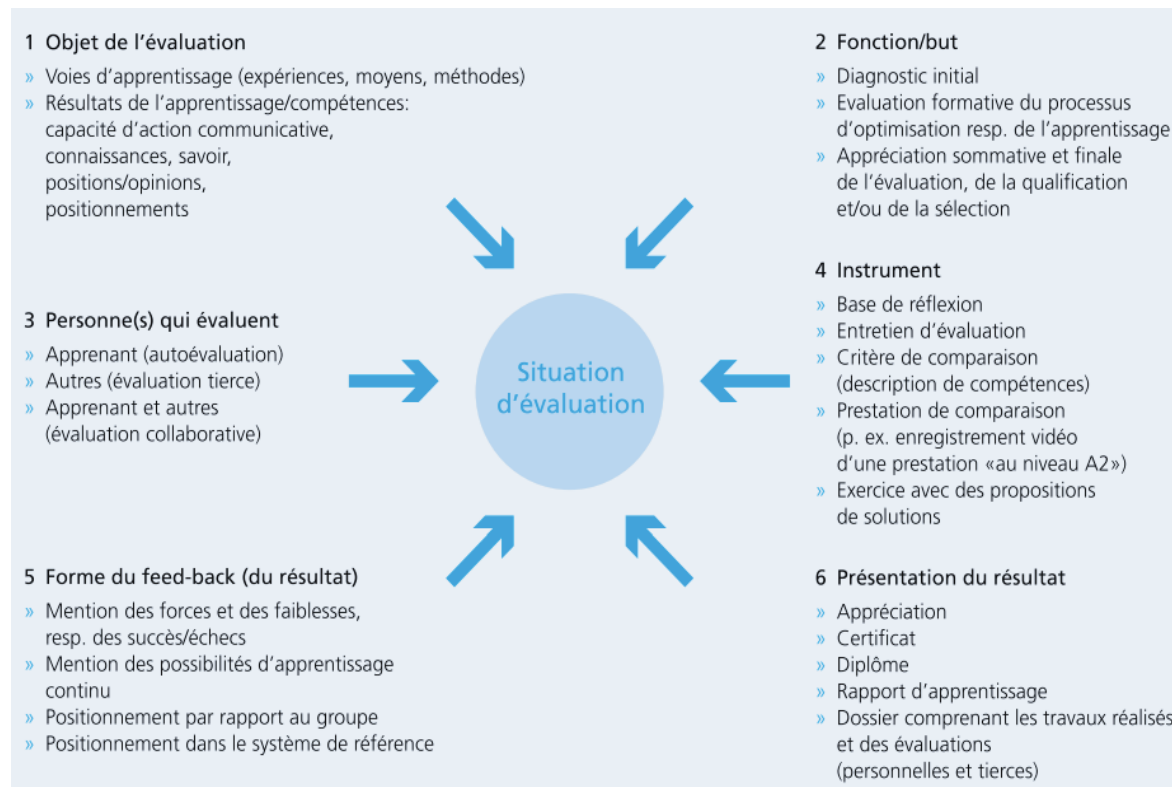 1 Objet de l'évaluation
» Voies d'apprentissage (expériences, moyens, méthodes)
» Résultats de l'apprentissage/compétences:
capacité d'action communicative,
connaissances, savoir,
positions/opinions,
positionnements
2 Fonction/but
» Diagnostic initial
» Evaluation formative du processus
d'optimisation resp. de l'apprentissage
» Appréciation sommative et finale
de l'évaluation, de la qualification
et/ou de la sélection
3 Personne(s) qui évaluent
» Apprenant (autoévaluation)
» Autres (évaluation tierce)
» Apprenant et autres
(évaluation collaborative)
Situation
d'évaluation
4 Instrument
» Base de réflexion
» Entretien d'évaluation
» Critère de comparaison
(description de compétences)
» Prestation de comparaison
(p. ex. enregistrement vidéo
d'une prestation «au niveau A2»)
» Exercice avec des propositions
de solutions
5 Forme du feed-back (du résultat)
» Mention des forces et des faiblesses,
resp. des succès/échecs
» Mention des possibilités d'apprentissage
continu
» Positionnement par rapport au groupe
» Positionnement dans le système de référence
6 Présentation du résultat
» Appréciation
» Certificat
» Diplôme
» Rapport d'apprentissage
» Dossier comprenant les travaux réalisés
et des évaluations
(personnelles et tierces)